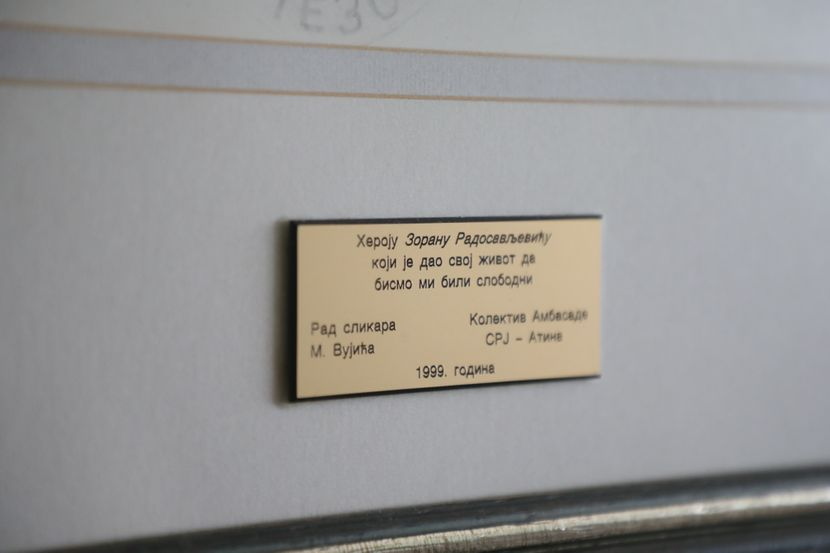 Хероју Зорану Радосављевићу
који је дао свој живот да
бисмо ми били слободни
Рад сликара
М. Вујића
Колектив Амбасаде
СРЈ – Атина
1999. година